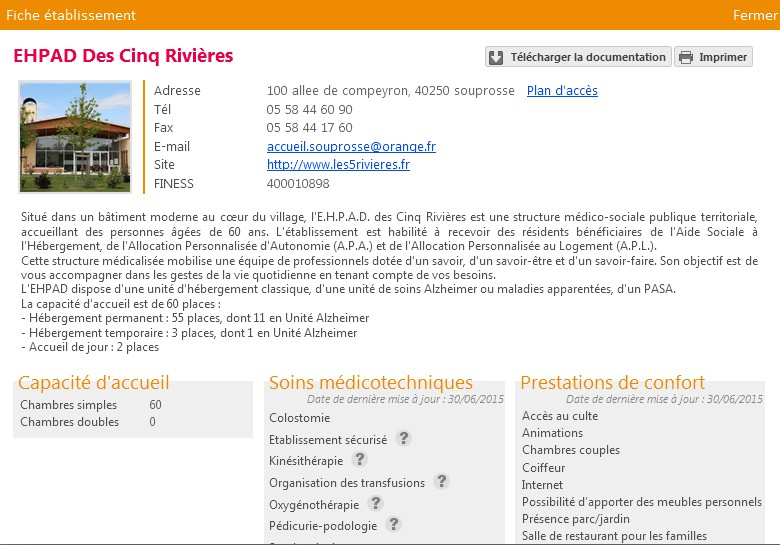 Fiche établissement
Fermer
EHPAD Des Cinq Rivières
Télécharger la documentation
Imprimer
Adresse 100 allee de compeyron, 40250 souprosse Plan d'accès
Tél 05 58 44 60 90
Fax 05 58 44 17 60
E-mail accueil.souprosse@orange.fr
Site http://www.les5rivieres.fr
FINESS 400010898
Situé dans un bâtiment moderne au cœur du village, l'E.H.P.A.D. des Cinq Rivières est une structure médico-sociale publique territoriale,
accueillant des personnes âgées de 60 ans. L'établissement est habilité à recevoir des résidents bénéficiaires de l'Aide Sociale à
l'Hébergement, de l'Allocation Personnalisée d'Autonomie (A.P.A.) et de l'Allocation Personnalisée au Logement (A.P.L.).
Cette structure médicalisée mobilise une équipe de professionnels dotée d'un savoir, d'un savoir-être et d'un savoir-faire. Son objectif est de
vous accompagner dans les gestes de la vie quotidienne en tenant compte de vos besoins.
L'EHPAD dispose d'une unité d'hébergement classique, d'une unité de soins Alzheimer ou maladies apparentées, d'un PASA.
La capacité d'accueil est de 60 places :
- Hébergement permanent : 55 places, dont 11 en Unité Alzheimer
- Hébergement temporaire : 3 places, dont 1 en Unité Alzheimer
- Accueil de jour : 2 places
Capacité d'accueil
Chambres simples 60
Chambres doubles 0
Soins médicotechniques
Date de dernière mise à jour : 30/06/2015
Colostomie
Etablissement sécurisé ?
Kinésithérapie ?
Organisation des transfusions ?
Oxygénothérapie ?
Pédicurie-podologie ?
Prestations de confort
Date de dernière mise à jour : 30/06/2015
Accès au culte
Animations
Chambres couples
Coiffeur
Internet
Possibilité d'apporter des meubles personnels
Présence parc/jardin
Salle de restaurant pour les familles